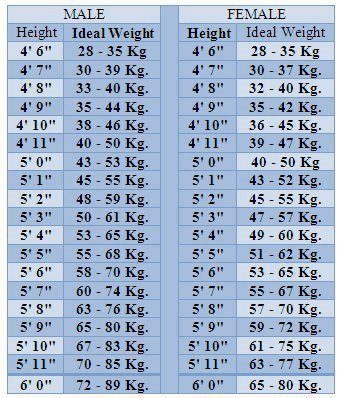 MALE FEMALE
Height Ideal Weight Height Ideal Weight
4' 6" 28 - 35 Kg 4' 6" 28 - 35 Kg
4' 7" 30 - 39 Kg. 4' 7" 30 - 37 Kg.
4' 8" 33 - 40 Kg. 4' 8" 32 - 40 Kg.
4' 9" 35 - 44 Kg. 4' 9" 35 - 42 Kg.
4' 10" 38 - 46 Kg. 4' 10" 36 - 45 Kg.
4' 11" 40 - 50 Kg. 4' 11" 39 - 47 Kg.
5' 0" 43 - 53 Kg. 5' 0" 40 - 50 Kg
5' 1" 45 - 55 Kg. 5' 1" 43 - 52 Kg.
5' 2" 48 - 59 Kg. 5' 2" 45 - 55 Kg.
5' 3" 50 - 61 Kg. 5' 3" 47 - 57 Kg.
5' 4" 53 - 65 Kg. 5' 4" 49 - 60 Kg.
5' 5" 55 - 68 Kg. 5' 5" 51 - 62 Kg.
5' 6" 58 - 70 Kg. 5' 6" 53 - 65 Kg.
5' 7" 60 - 74 Kg. 5' 7" 55 - 67 Kg.
5' 8" 63 - 76 Kg. 5' 8" 57 - 70 Kg.
5' 9" 65 - 80 Kg. 5' 9" 59 - 72 Kg.
5' 10" 67 - 83 Kg. 5' 10" 61 - 75 Kg.
5' 11" 70 - 85 Kg. 5' 11" 63 - 77 Kg.
6' 0" 72 - 89 Kg. 6' 0" 65 - 80 Kg.